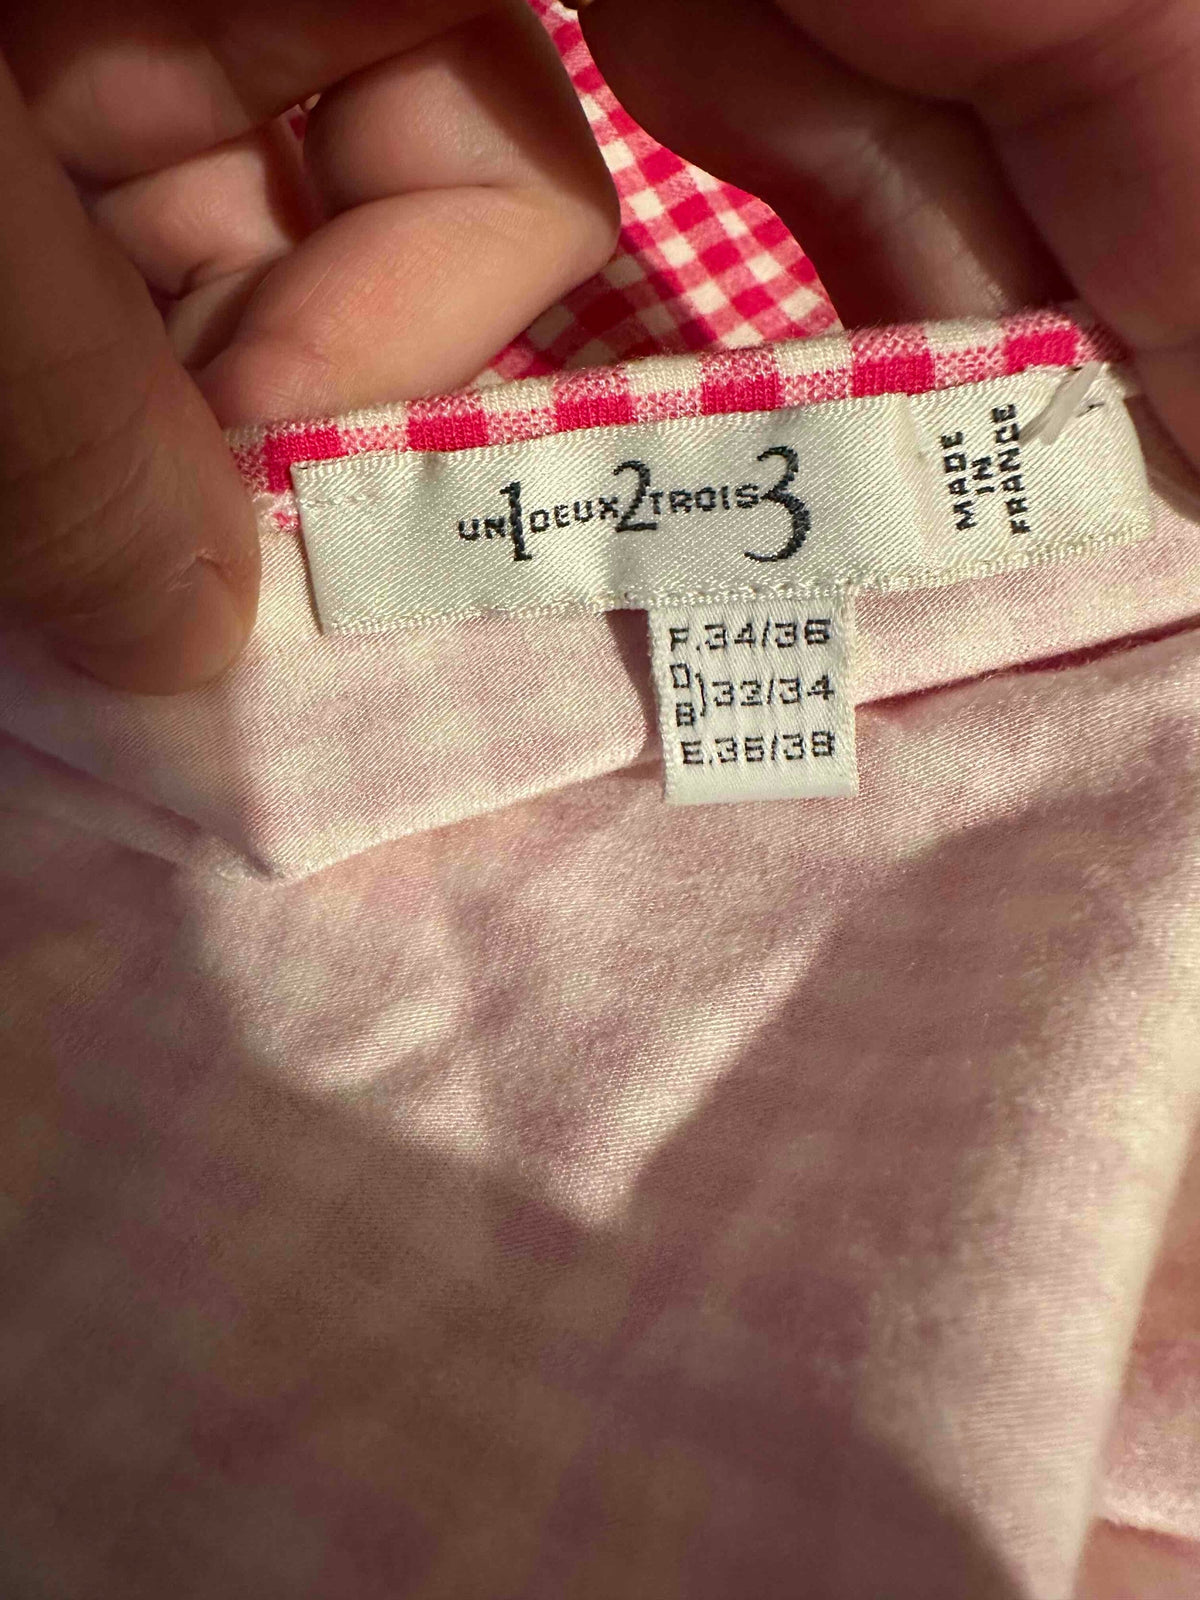 UN1DEUX2TROIS3
MADE
IN
FRANCE
F.34/36
D
B)32/34
E.36/38